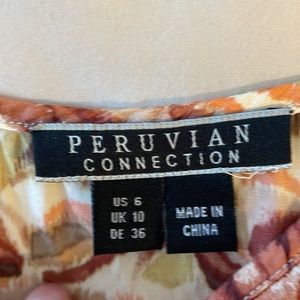 PERUVIAN
CONNECTION
US 6
UK 10
DE 36
MADE IN
CHINA